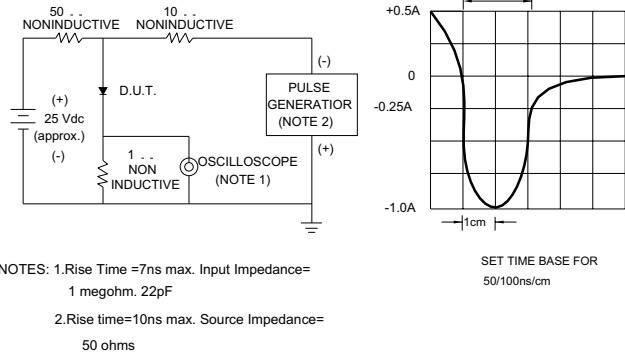 50 - -
NONINDUCTIVE
10 - -
NONINDUCTIVE
D.U.T.
(+)
25 Vdc
(approx.)
(-)
1 - -
NON
INDUCTIVE
OSCILLOSCOPE
(NOTE 1)
(-)
PULSE
GENERATIOR
(NOTE 2)
(+)
+0.5A
0
-0.25A
-1.0A
1cm
SET TIME BASE FOR
50/100ns/cm
NOTES: 1.Rise Time =7ns max. Input Impedance=
1 megohm. 22pF
2.Rise time=10ns max. Source Impedance=
50 ohms